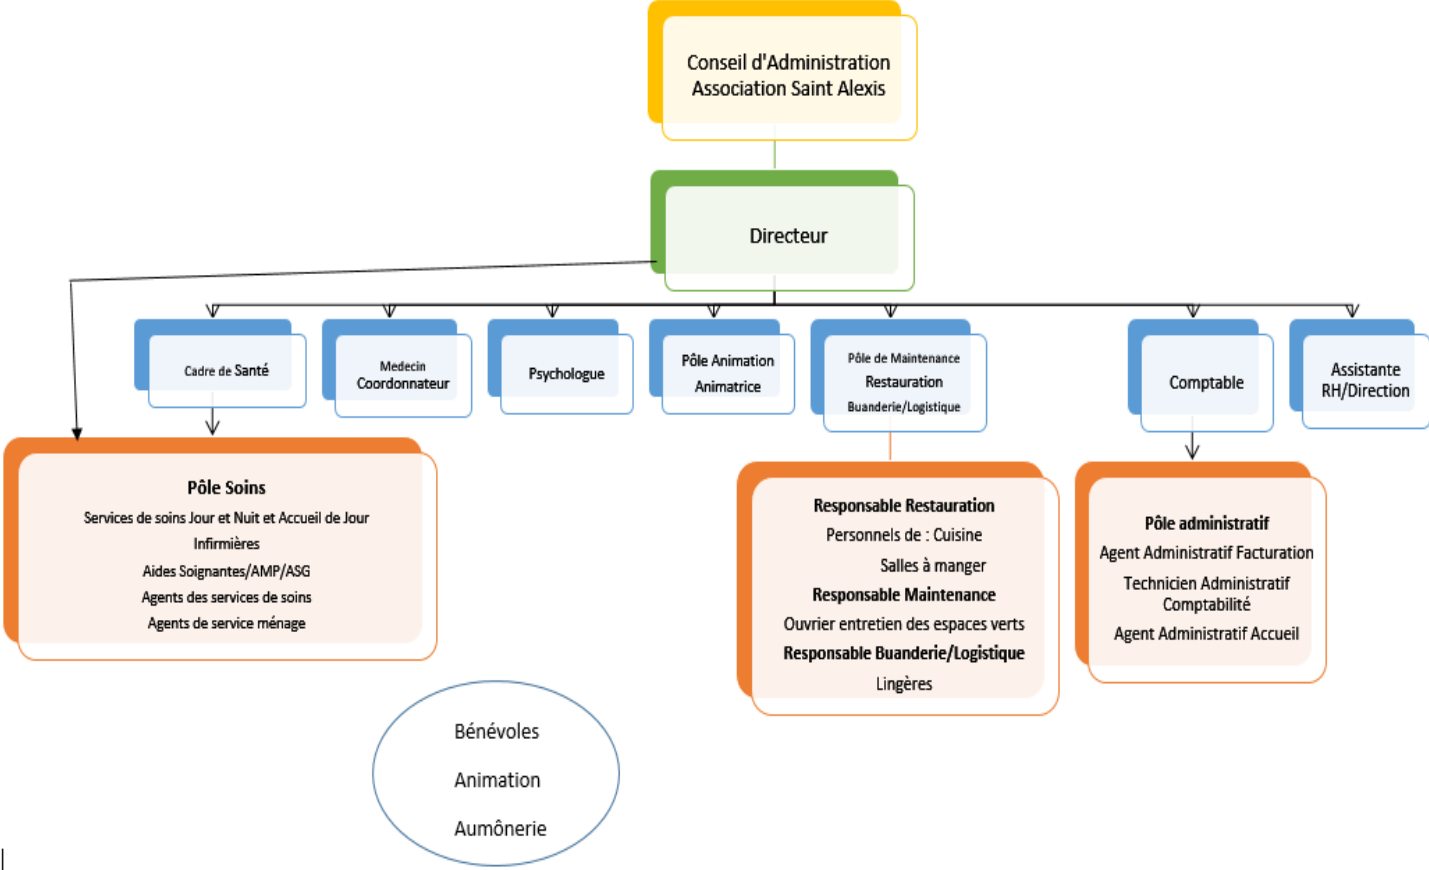 Conseil d'Administration
Association Saint Alexis
Directeur
Cadre de Santé
Medecin
Coordonnateur
Psychologue
Pôle Animation
Animatrice
Pôle de Maintenance
Restauration
Buanderie/Logistique
Comptable
Assistante
RH/Direction
Pôle Soins
Services de soins Jour et Nuit et Accueil de Jour
Infirmières
Aides Soignantes/AMP/ASG
Agents des services de soins
Agents de service ménage
Responsable Restauration
Personnels de : Cuisine
Salles à manger
Responsable Maintenance
Ouvrier entretien des espaces verts
Responsable Buanderie/Logistique
Lingères
Pôle administratif
Agent Administratif Facturation
Technicien Administratif
Comptabilité
Agent Administratif Accueil
Bénévoles
Animation
Aumônerie